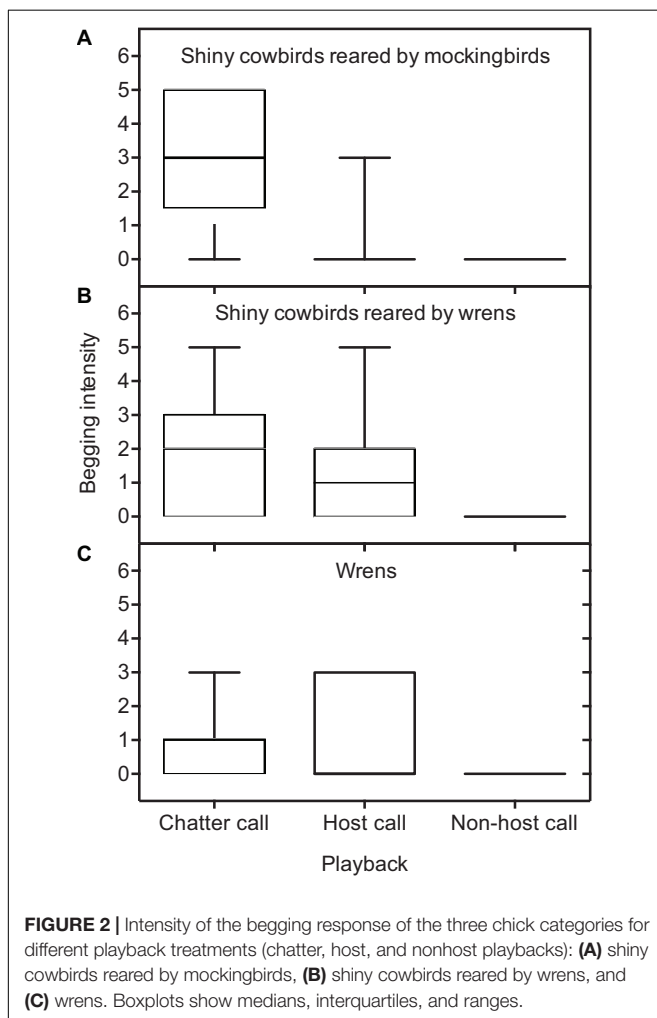 A
Shiny cowbirds reared by mockingbirds
6
5
4
3
2
1
0
B
Shiny cowbirds reared by wrens
6
5
4
3
2
1
0
Begging intensity
C
Wrens
6
5
4
3
2
1
0
Chatter call Host call Non-host call
Playback
FIGURE 2 | Intensity of the begging response of the three chick categories for
different playback treatments (chatter, host, and nonhost playbacks): (A) shiny
cowbirds reared by mockingbirds, (B) shiny cowbirds reared by wrens, and
(C) wrens. Boxplots show medians, interquartiles, and ranges.